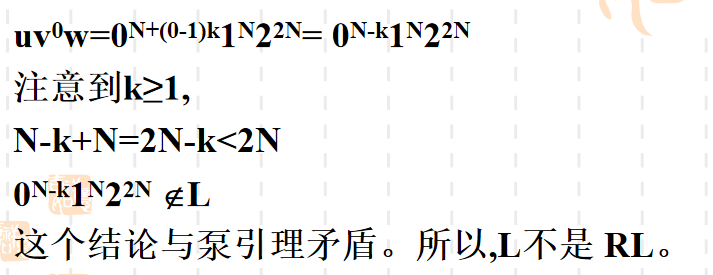 uv⁰w=0ᴺ⁺⁽⁰⁻¹⁾ᵏ1ᴺ2²ᴺ= 0ᴺ⁻ᵏ1ᴺ2²ᴺ
注意到k≥1,
N-k+N=2N-k<2N
0ᴺ⁻ᵏ1ᴺ2²ᴺ ∉L
这个结论与泵引理矛盾。所以,L不是 RL。